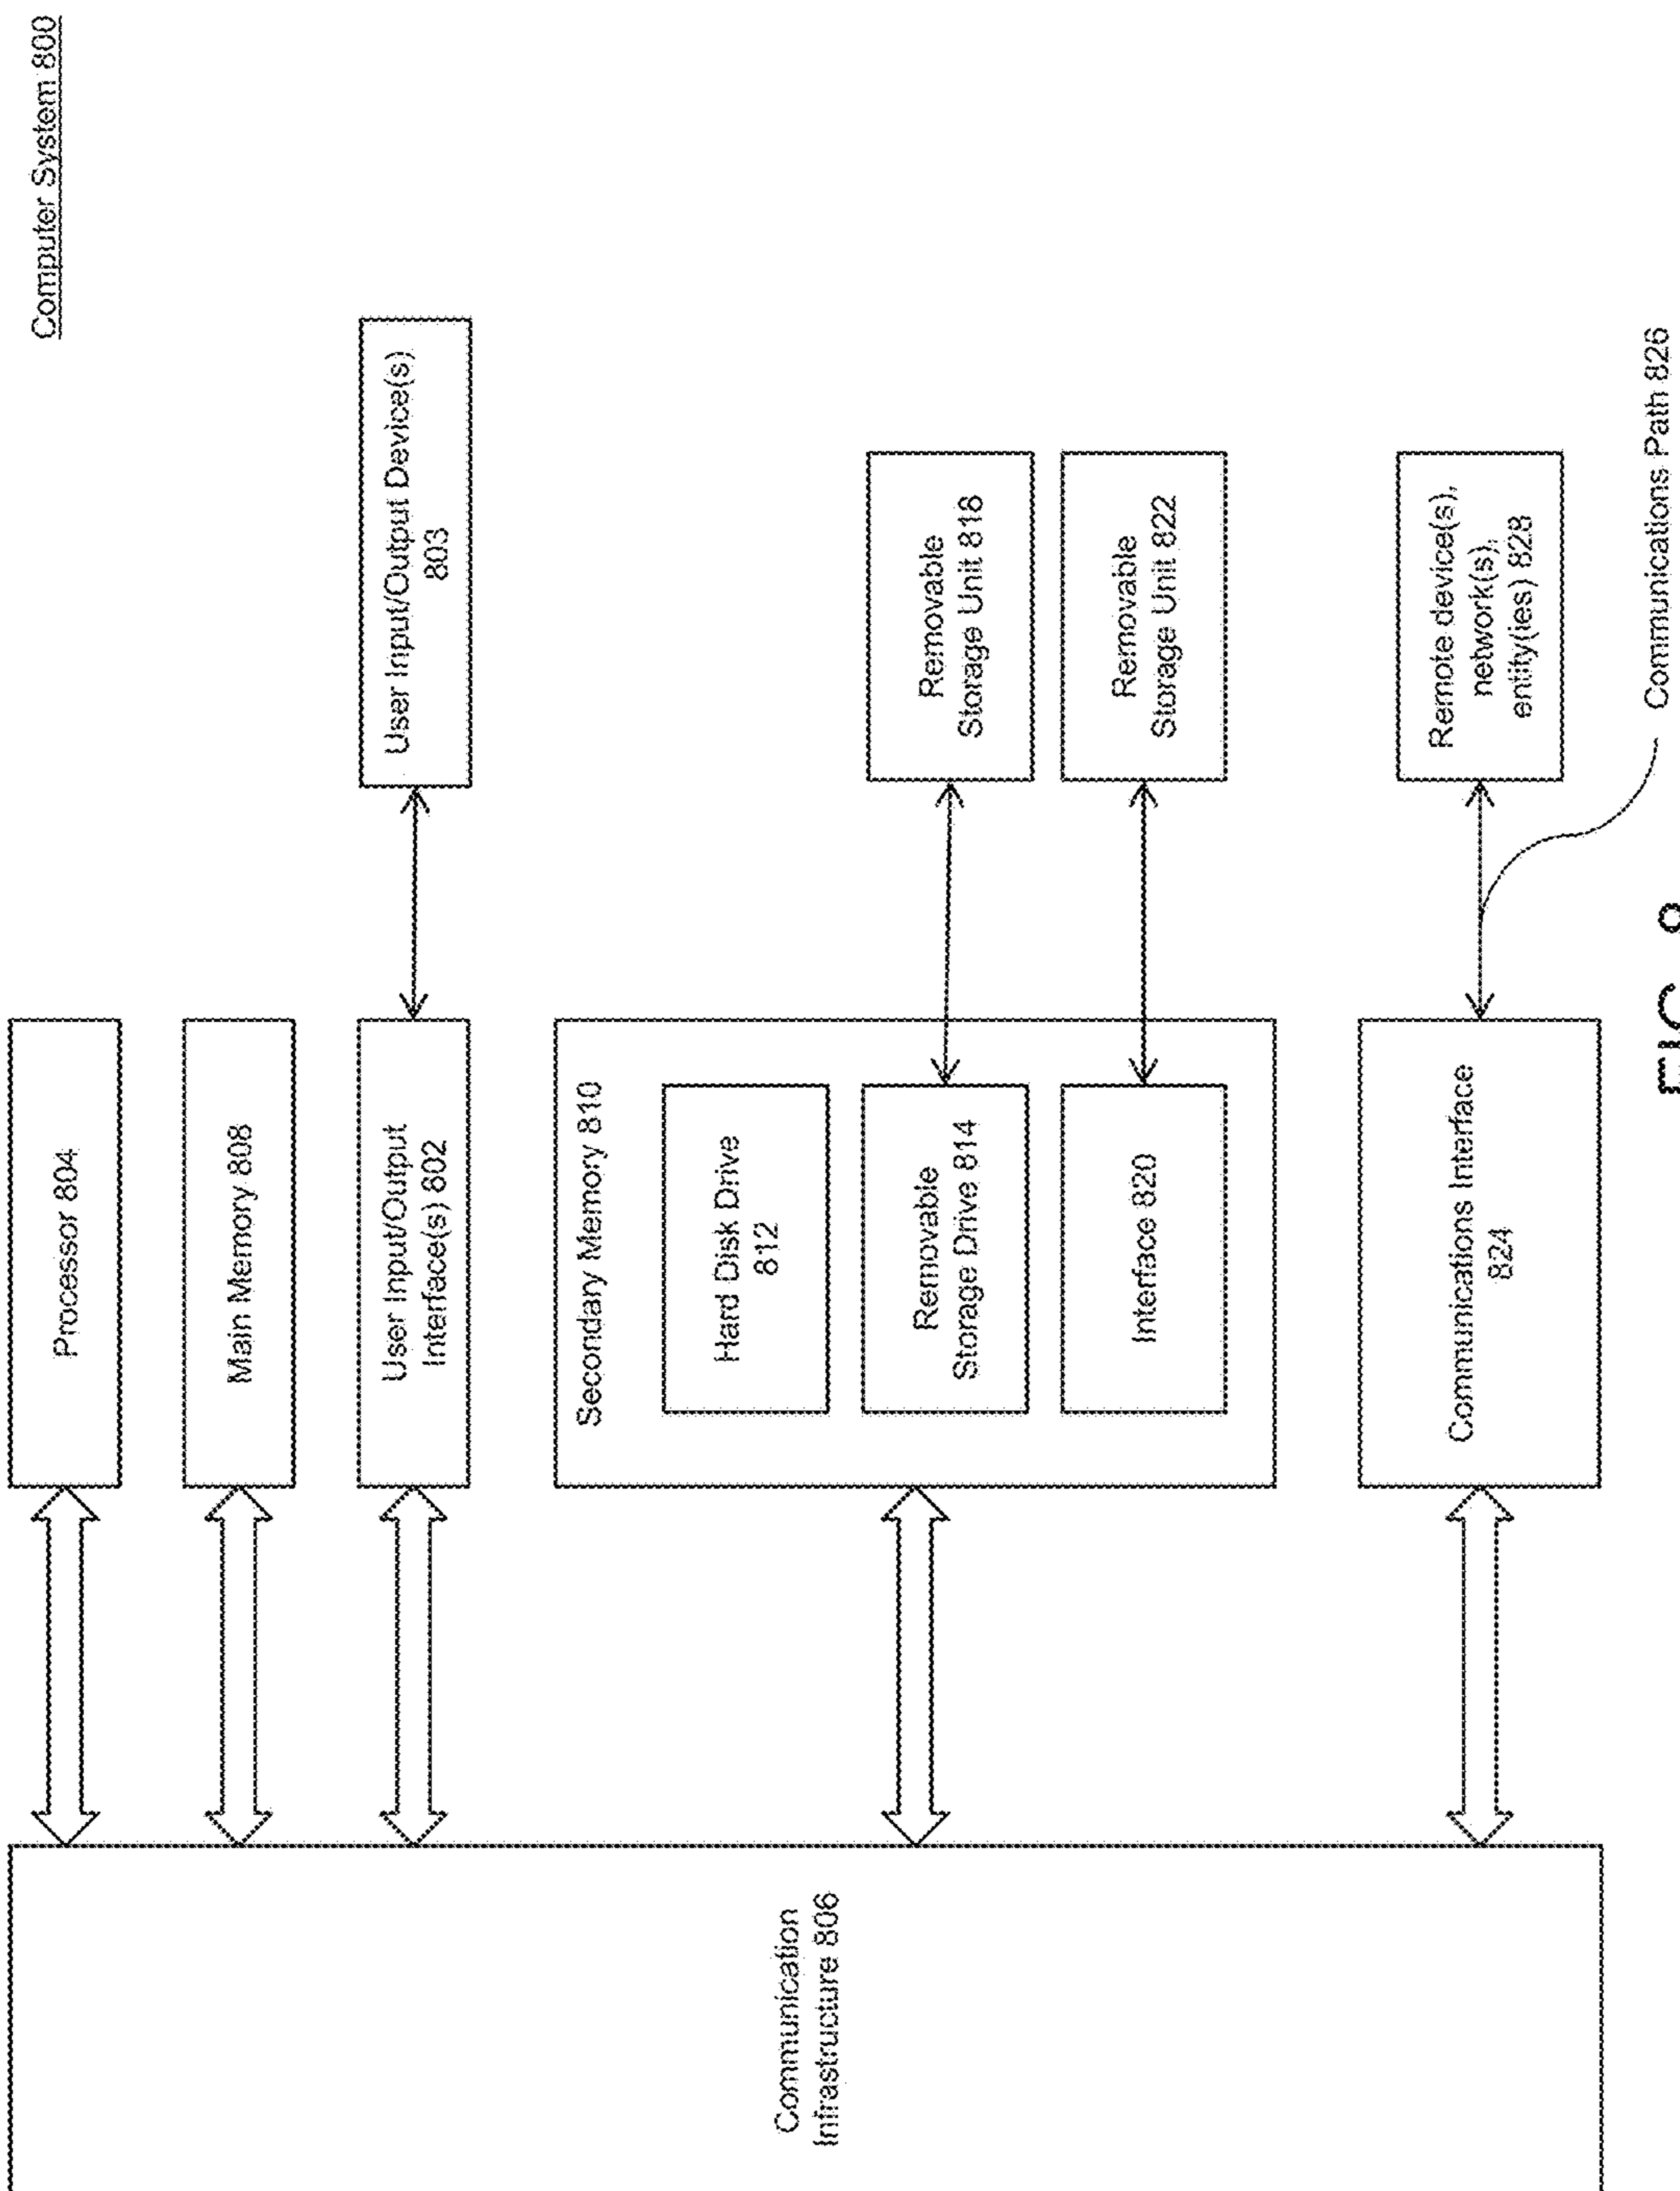 Computer System 800
Processor 804
Main Memory 808
User Input/Output
Interface(s) 802
User Input/Output Device(s)
803
Communication
Infrastructure 806
Secondary Memory 810
Hard Disk Drive
812
Removable
Storage Drive 814
Removable
Storage Unit 818
Interface 820
Removable
Storage Unit 822
Communications Interface
824
Remote device(s),
network(s),
entity(ies) 828
Communications Path 826
FIG. 8